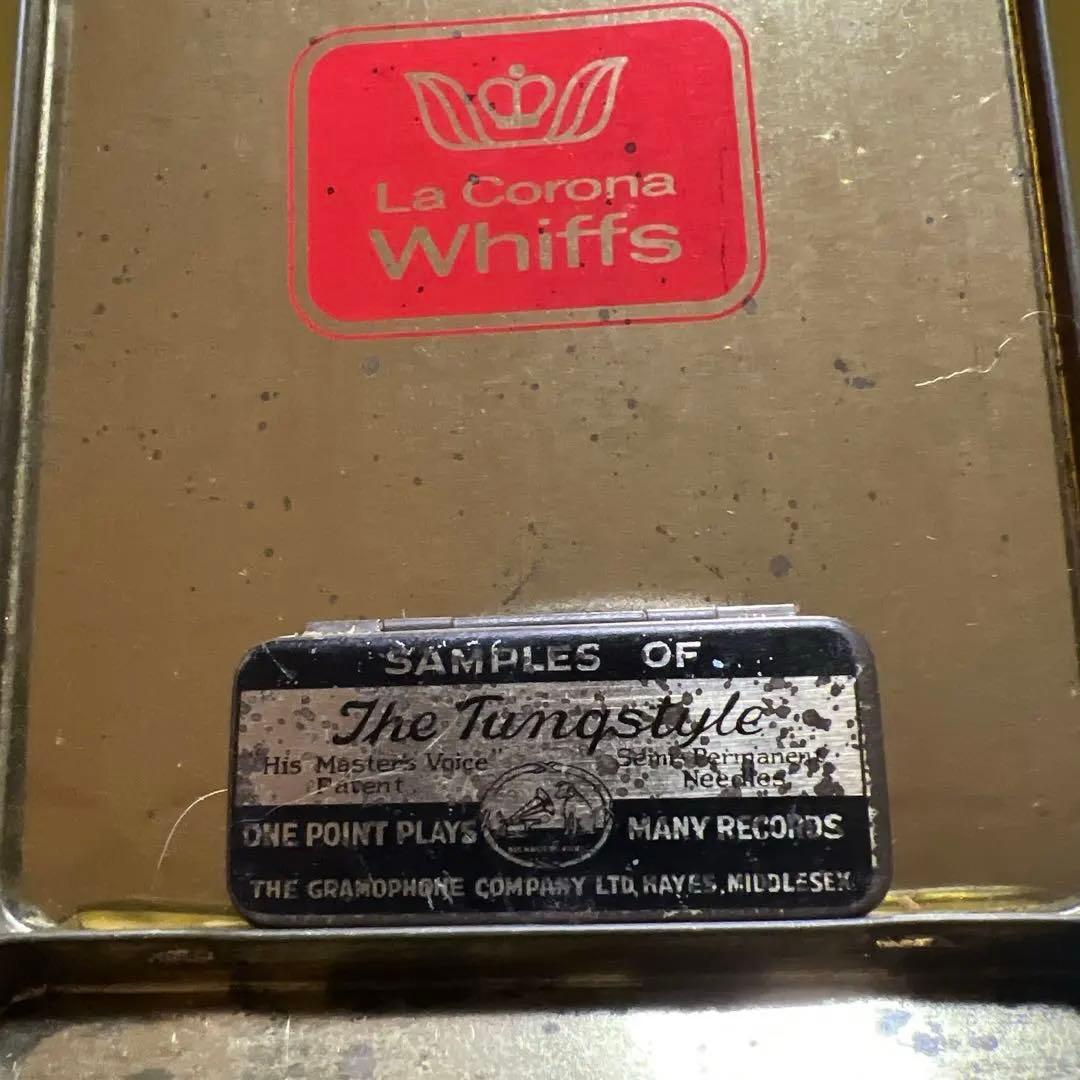 La Corona
Whiffs
SAMPLES OF
The Tungstyle
"His Master's Voice" Semi-Permanent
Patent Needles
ONE POINT PLAYS MANY RECORDS
THE GRAMOPHONE COMPANY LTD, HAYES, MIDDLESEX